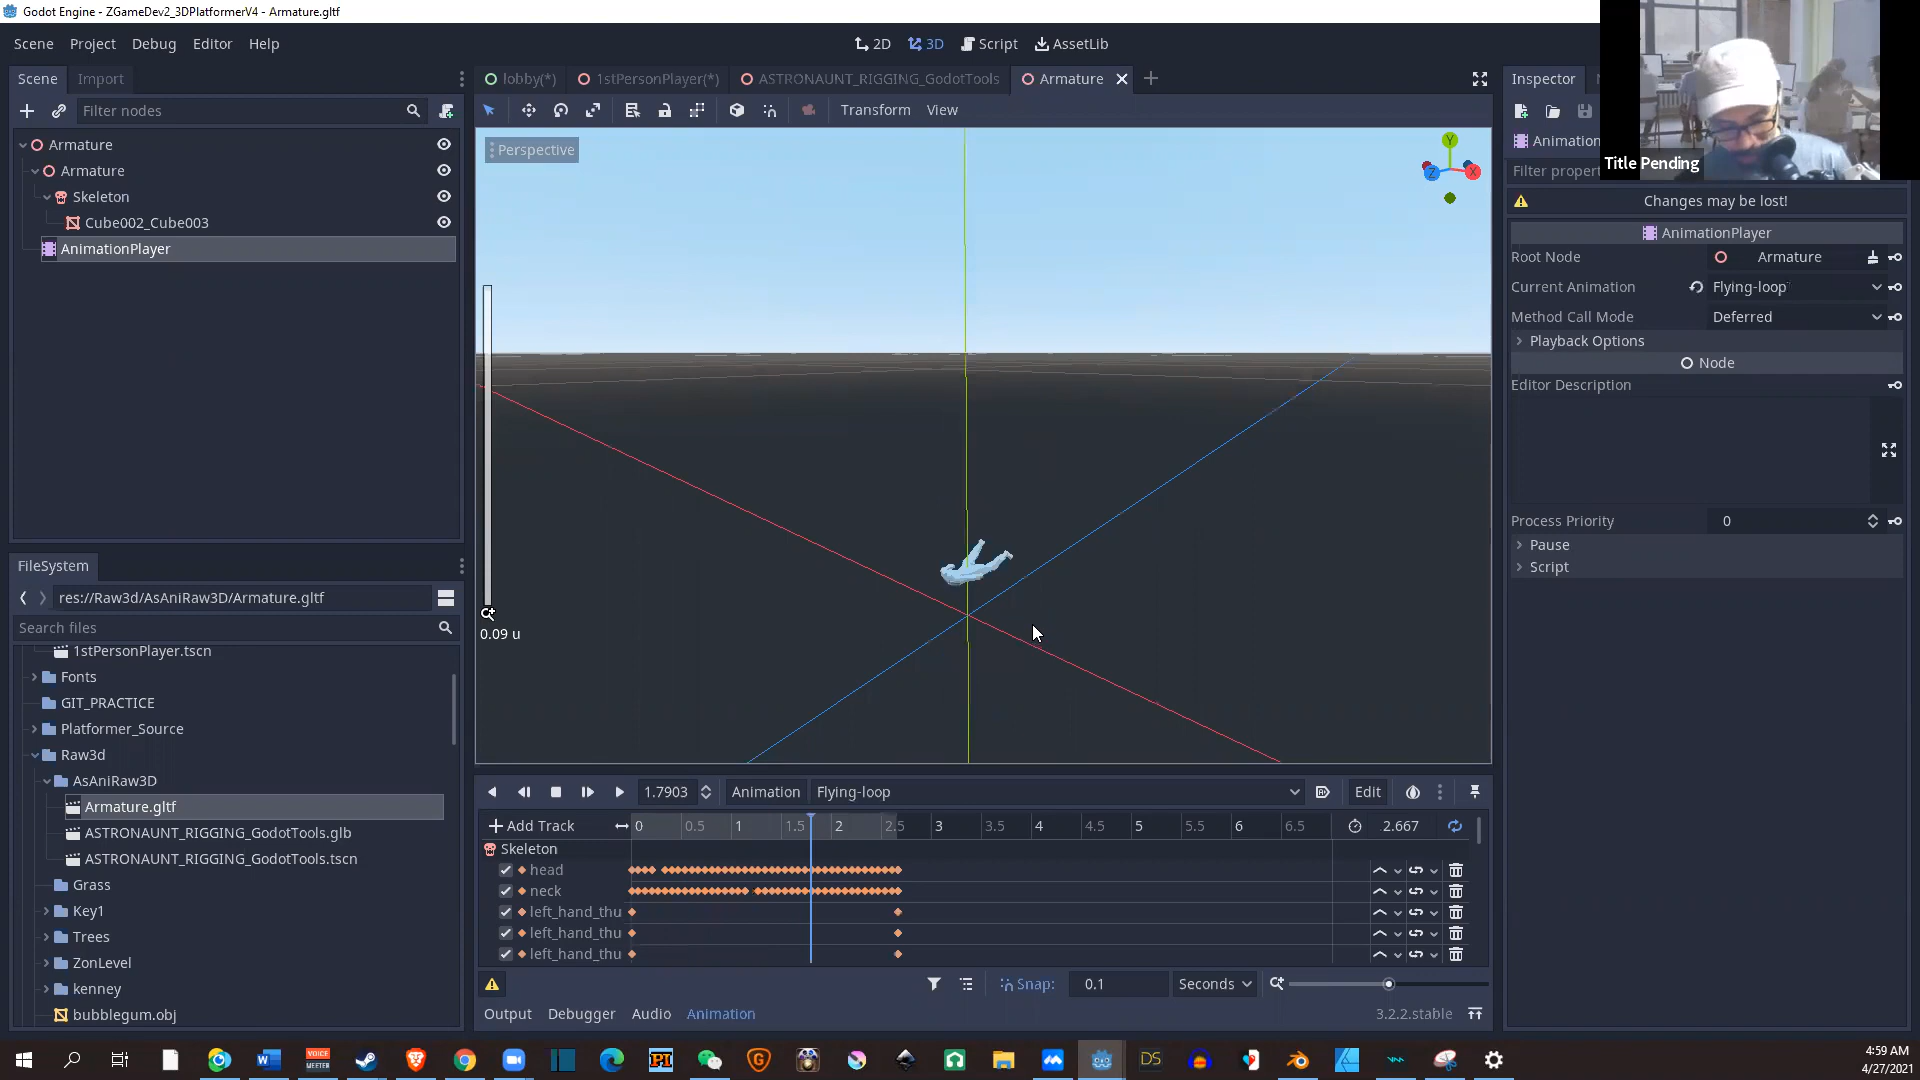 Godot Engine - ZGameDev2_3DPlatformerV4 - Armature.gltf
Scene Project Debug Editor Help
2D 3D Script AssetLib
Scene Import
lobby(*) 1stPersonPlayer(*) ASTRONAUNT_RIGGING_GodotTools Armature
Inspector
Filter nodes
Transform View
Armature
Armature
Skeleton
Cube002_Cube003
AnimationPlayer
Perspective
Y
Z
X
0.09 u
Title Pending
Changes may be lost!
AnimationPlayer
Root Node Armature
Current Animation Flying-loop
Method Call Mode Deferred
Playback Options
Node
Editor Description
Process Priority 0
Pause
Script
FileSystem
res://Raw3d/AsAniRaw3D/Armature.gltf
Search files
1stPersonPlayer.tscn
Fonts
GIT_PRACTICE
Platformer_Source
Raw3d
AsAniRaw3D
Armature.gltf
ASTRONAUNT_RIGGING_GodotTools.glb
ASTRONAUNT_RIGGING_GodotTools.tscn
Grass
Key1
Trees
ZonLevel
kenney
bubblegum.obj
1.7903 Animation Flying-loop Edit
Add Track 0 0.5 1 1.5 2 2.5 3 3.5 4 4.5 5 5.5 6 6.5 2.667
Skeleton
head
neck
left_hand_thu
left_hand_thu
left_hand_thu
Snap: 0.1 Seconds
Output Debugger Audio Animation 3.2.2.stable
VOICE
MEETER
DS
4:59 AM
4/27/2021